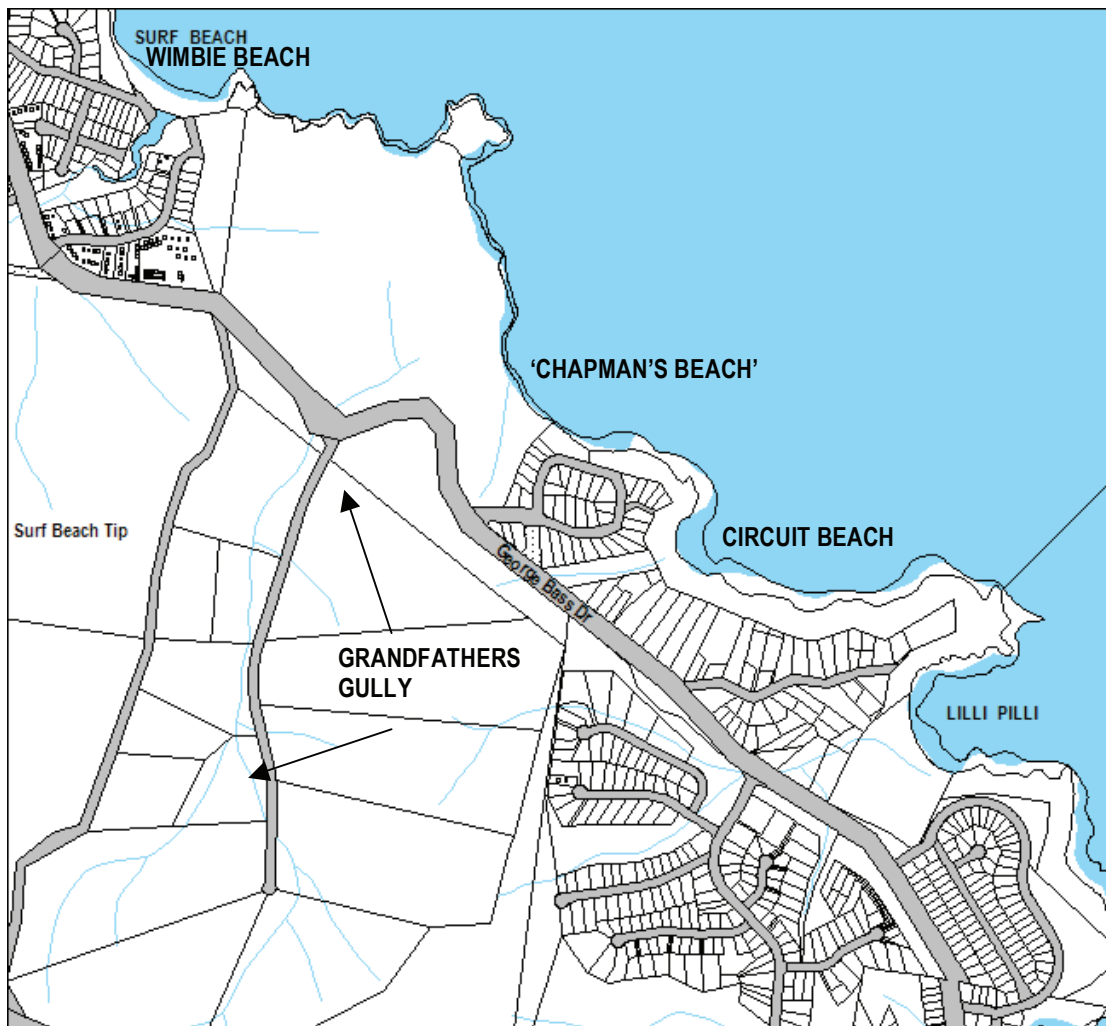 SURF BEACH
WIMBIE BEACH
'CHAPMAN'S BEACH'
Surf Beach Tip
CIRCUIT BEACH
George Bass Dr
GRANDFATHERS
GULLY
LILLI PILLI